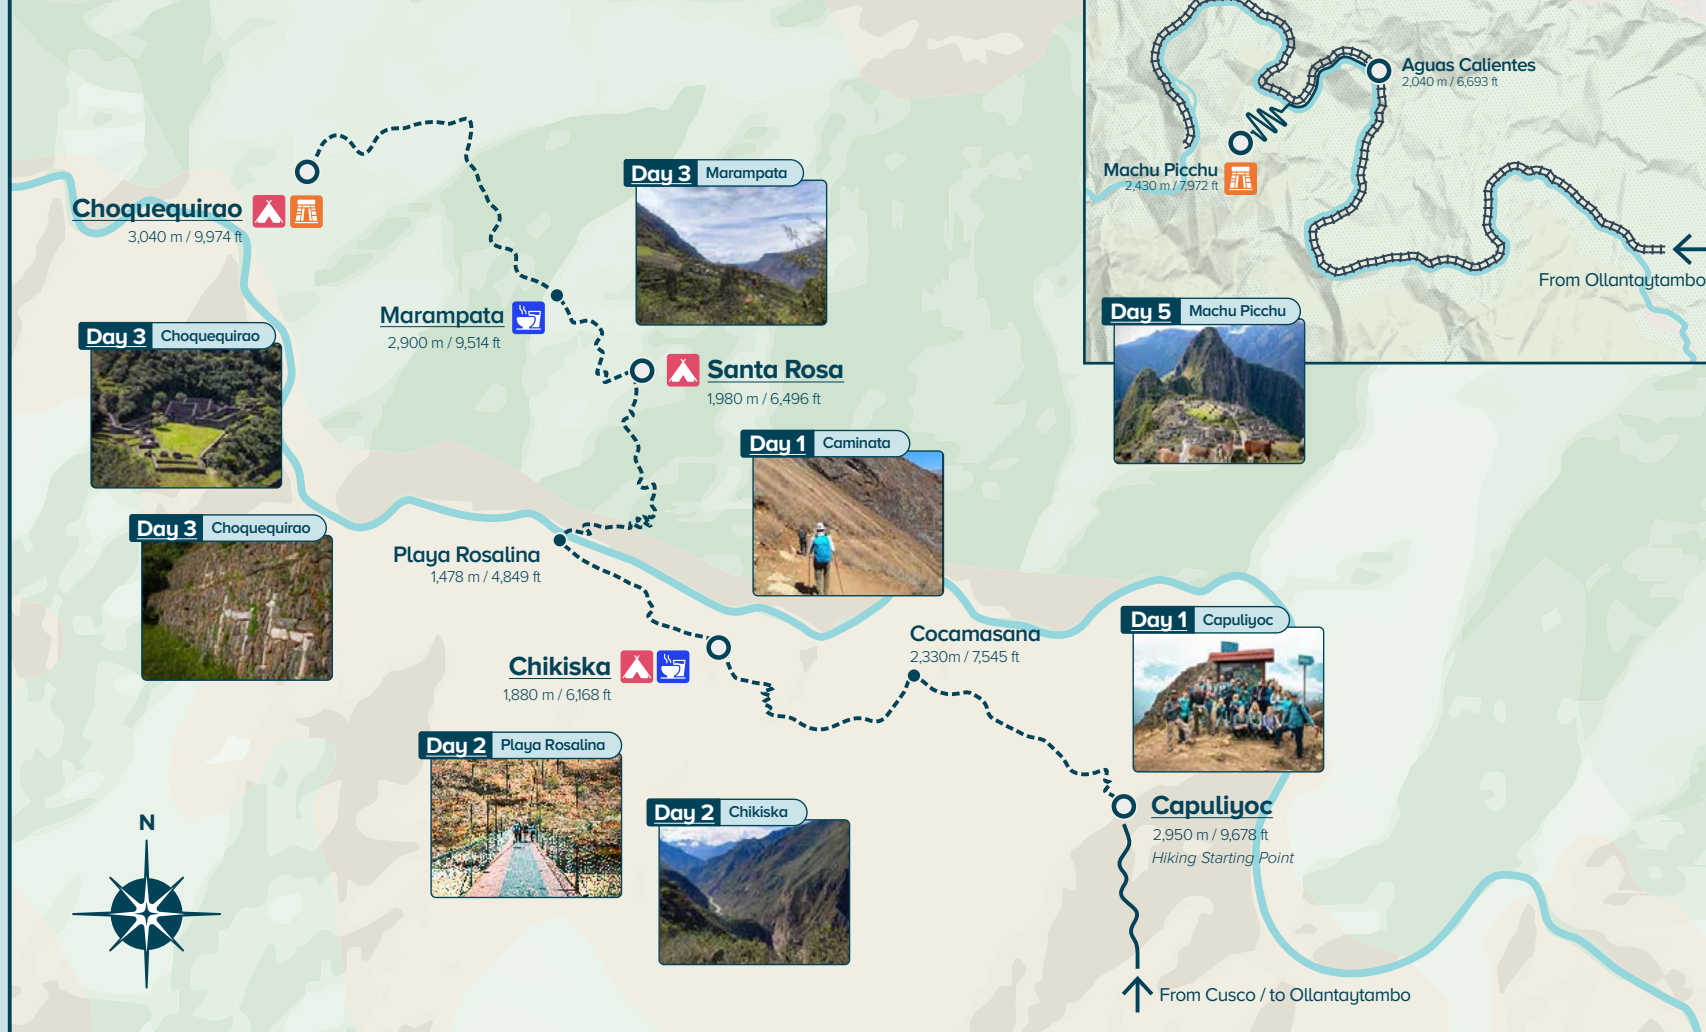 Aguas Calientes
2,040 m / 6,693 ft
Machu Picchu
2,430 m / 7,972 ft
From Ollantaytambo
Day 5 Machu Picchu
Choquequirao
3,040 m / 9,974 ft
Day 3 Marampata
Marampata
2,900 m / 9,514 ft
Day 3 Choquequirao
Santa Rosa
1,980 m / 6,496 ft
Day 1 Caminata
Day 3 Choquequirao
Playa Rosalina
1,478 m / 4,849 ft
Cocamasana
2,330m / 7,545 ft
Day 1 Capuliyoc
Chikiska
1,880 m / 6,168 ft
Day 2 Playa Rosalina
Day 2 Chikiska
Capuliyoc
2,950 m / 9,678 ft
Hiking Starting Point
N
From Cusco / to Ollantaytambo